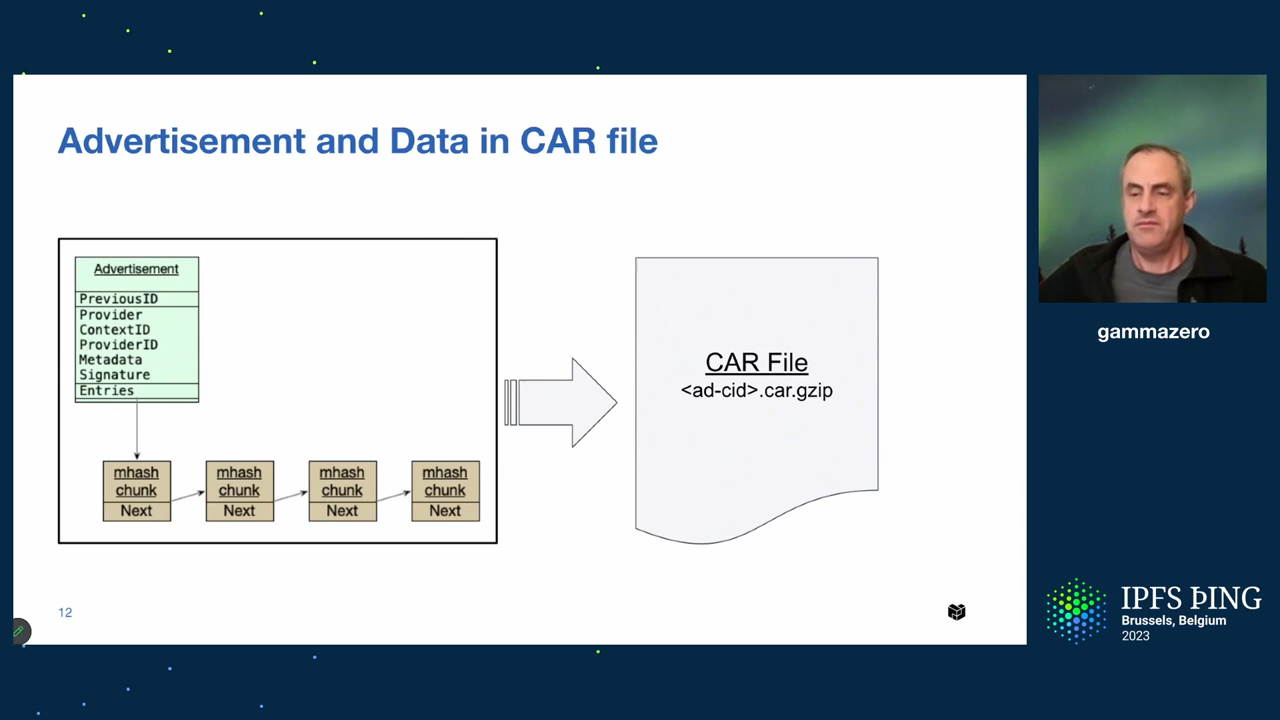 Advertisement and Data in CAR file
Advertisement
PreviousID
Provider
ContextID
ProviderID
Metadata
Signature
Entries
mhash
chunk
Next
mhash
chunk
Next
mhash
chunk
Next
mhash
chunk
Next
CAR File
<ad-cid>.car.gzip
12
gammazero
IPFS ÞING
Brussels, Belgium
2023